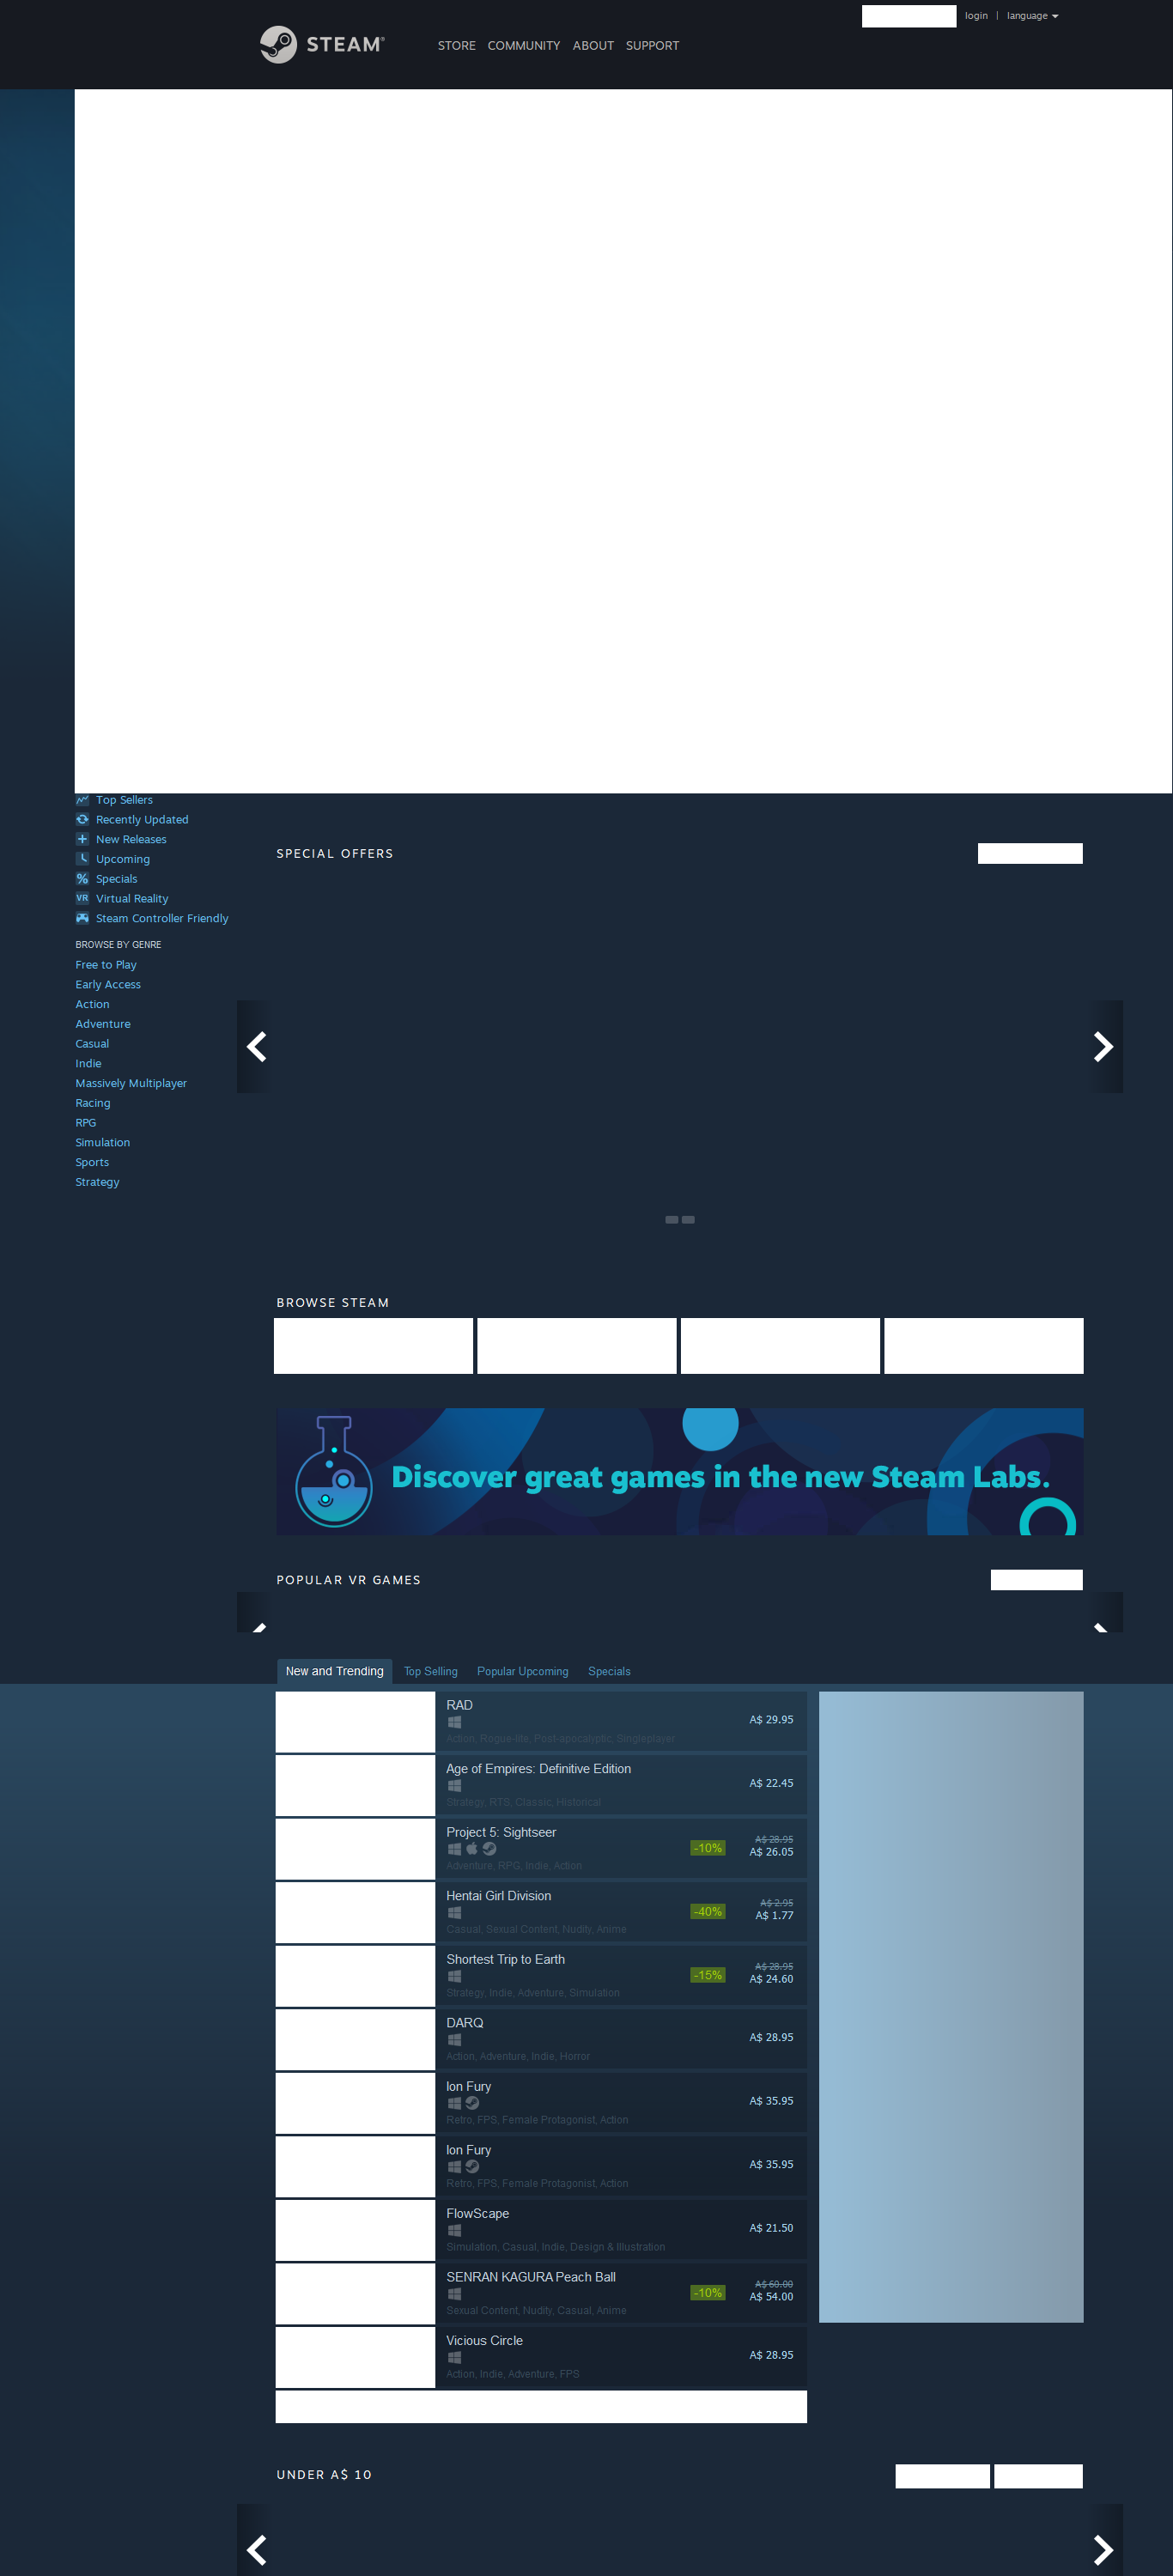 login | language
STEAM®
STORE COMMUNITY ABOUT SUPPORT
Top Sellers
Recently Updated
New Releases
Upcoming
Specials
VR Virtual Reality
Steam Controller Friendly
BROWSE BY GENRE
Free to Play
Early Access
Action
Adventure
Casual
Indie
Massively Multiplayer
Racing
RPG
Simulation
Sports
Strategy
SPECIAL OFFERS
BROWSE STEAM
Discover great games in the new Steam Labs.
POPULAR VR GAMES
New and Trending Top Selling Popular Upcoming Specials
RAD
A$ 29.95
Action, Rogue-lite, Post-apocalyptic, Singleplayer
Age of Empires: Definitive Edition
A$ 22.45
Strategy, RTS, Classic, Historical
Project 5: Sightseer
-10%
A$ 28.95
A$ 26.05
Adventure, RPG, Indie, Action
Hentai Girl Division
-40%
A$ 2.95
A$ 1.77
Casual, Sexual Content, Nudity, Anime
Shortest Trip to Earth
-15%
A$ 28.95
A$ 24.60
Strategy, Indie, Adventure, Simulation
DARQ
A$ 28.95
Action, Adventure, Indie, Horror
Ion Fury
A$ 35.95
Retro, FPS, Female Protagonist, Action
Ion Fury
A$ 35.95
Retro, FPS, Female Protagonist, Action
FlowScape
A$ 21.50
Simulation, Casual, Indie, Design & Illustration
SENRAN KAGURA Peach Ball
-10%
A$ 60.00
A$ 54.00
Sexual Content, Nudity, Casual, Anime
Vicious Circle
A$ 28.95
Action, Indie, Adventure, FPS
UNDER A$ 10